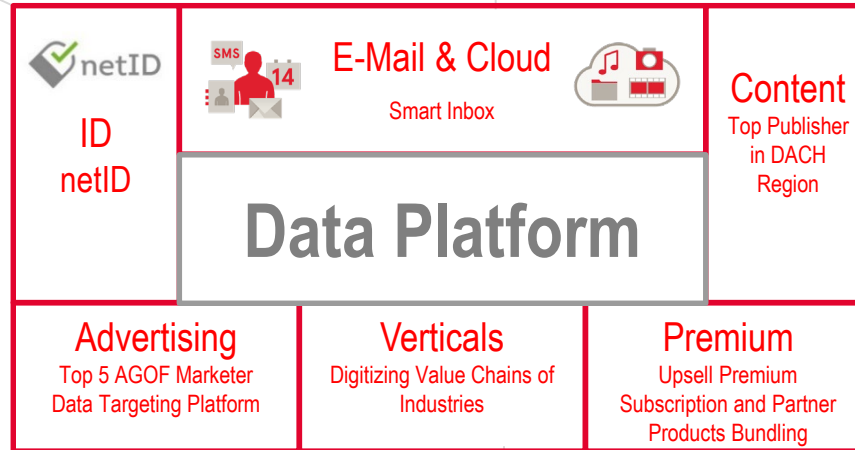 netID
ID
netID
SMS
14
E-Mail & Cloud
Smart Inbox
Content
Top Publisher
in DACH
Region
Data Platform
Advertising
Top 5 AGOF Marketer
Data Targeting Platform
Verticals
Digitizing Value Chains of
Industries
Premium
Upsell Premium
Subscription and Partner
Products Bundling